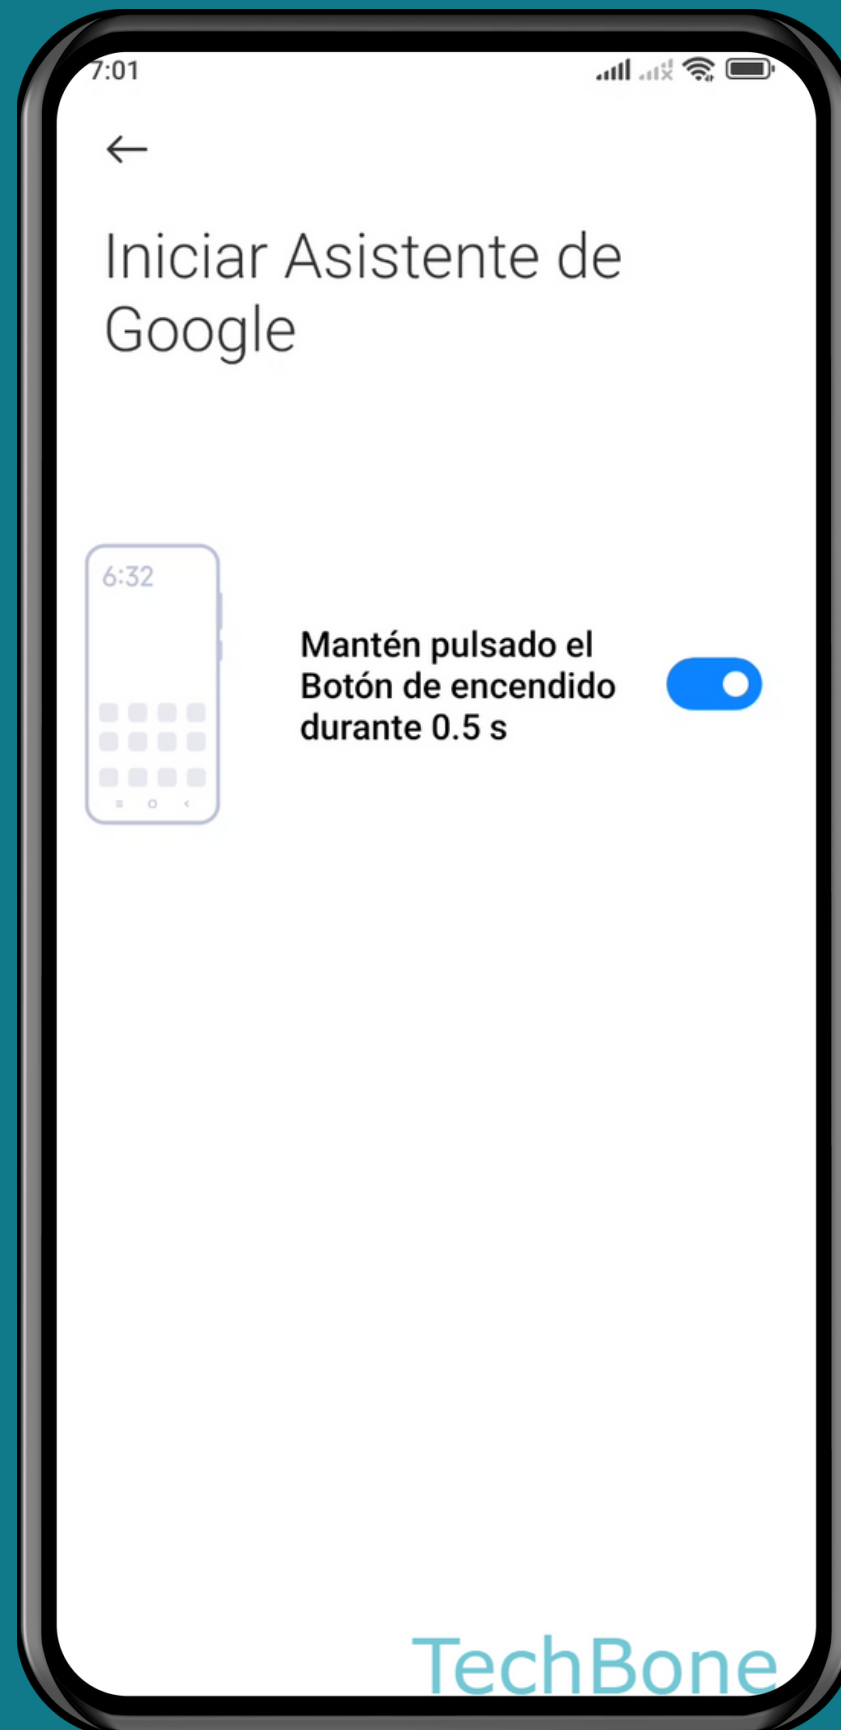 7:01
Iniciar Asistente de
Google
6:32
Mantén pulsado el
Botón de encendido
durante 0.5 s
TechBone